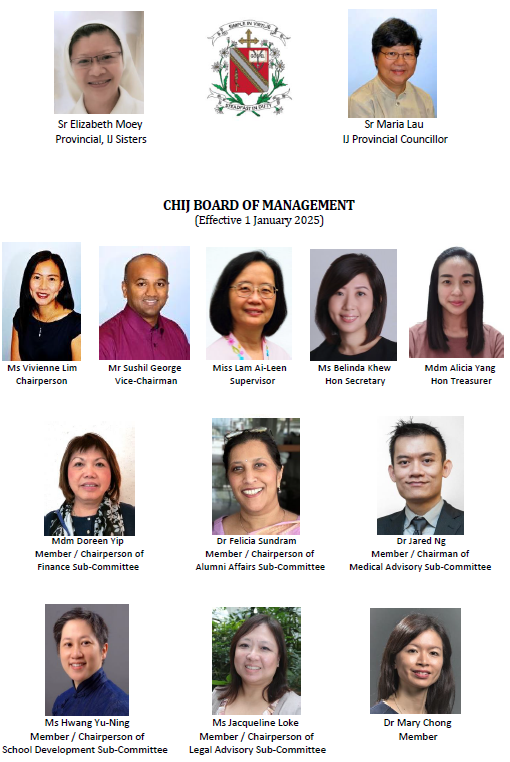 SIMPLE IN VIRTUE
STEADFAST IN DUTY
Sr Elizabeth Moey
Provincial, IJ Sisters
Sr Maria Lau
IJ Provincial Councillor
CHIJ BOARD OF MANAGEMENT
(Effective 1 January 2025)
Ms Vivienne Lim
Chairperson
Mr Sushil George
Vice-Chairman
Miss Lam Ai-Leen
Supervisor
Ms Belinda Khew
Hon Secretary
Mdm Alicia Yang
Hon Treasurer
Mdm Doreen Yip
Member / Chairperson of
Finance Sub-Committee
Dr Felicia Sundram
Member / Chairperson of
Alumni Affairs Sub-Committee
Dr Jared Ng
Member / Chairman of
Medical Advisory Sub-Committee
Ms Hwang Yu-Ning
Member / Chairperson of
School Development Sub-Committee
Ms Jacqueline Loke
Member / Chairperson of
Legal Advisory Sub-Committee
Dr Mary Chong
Member